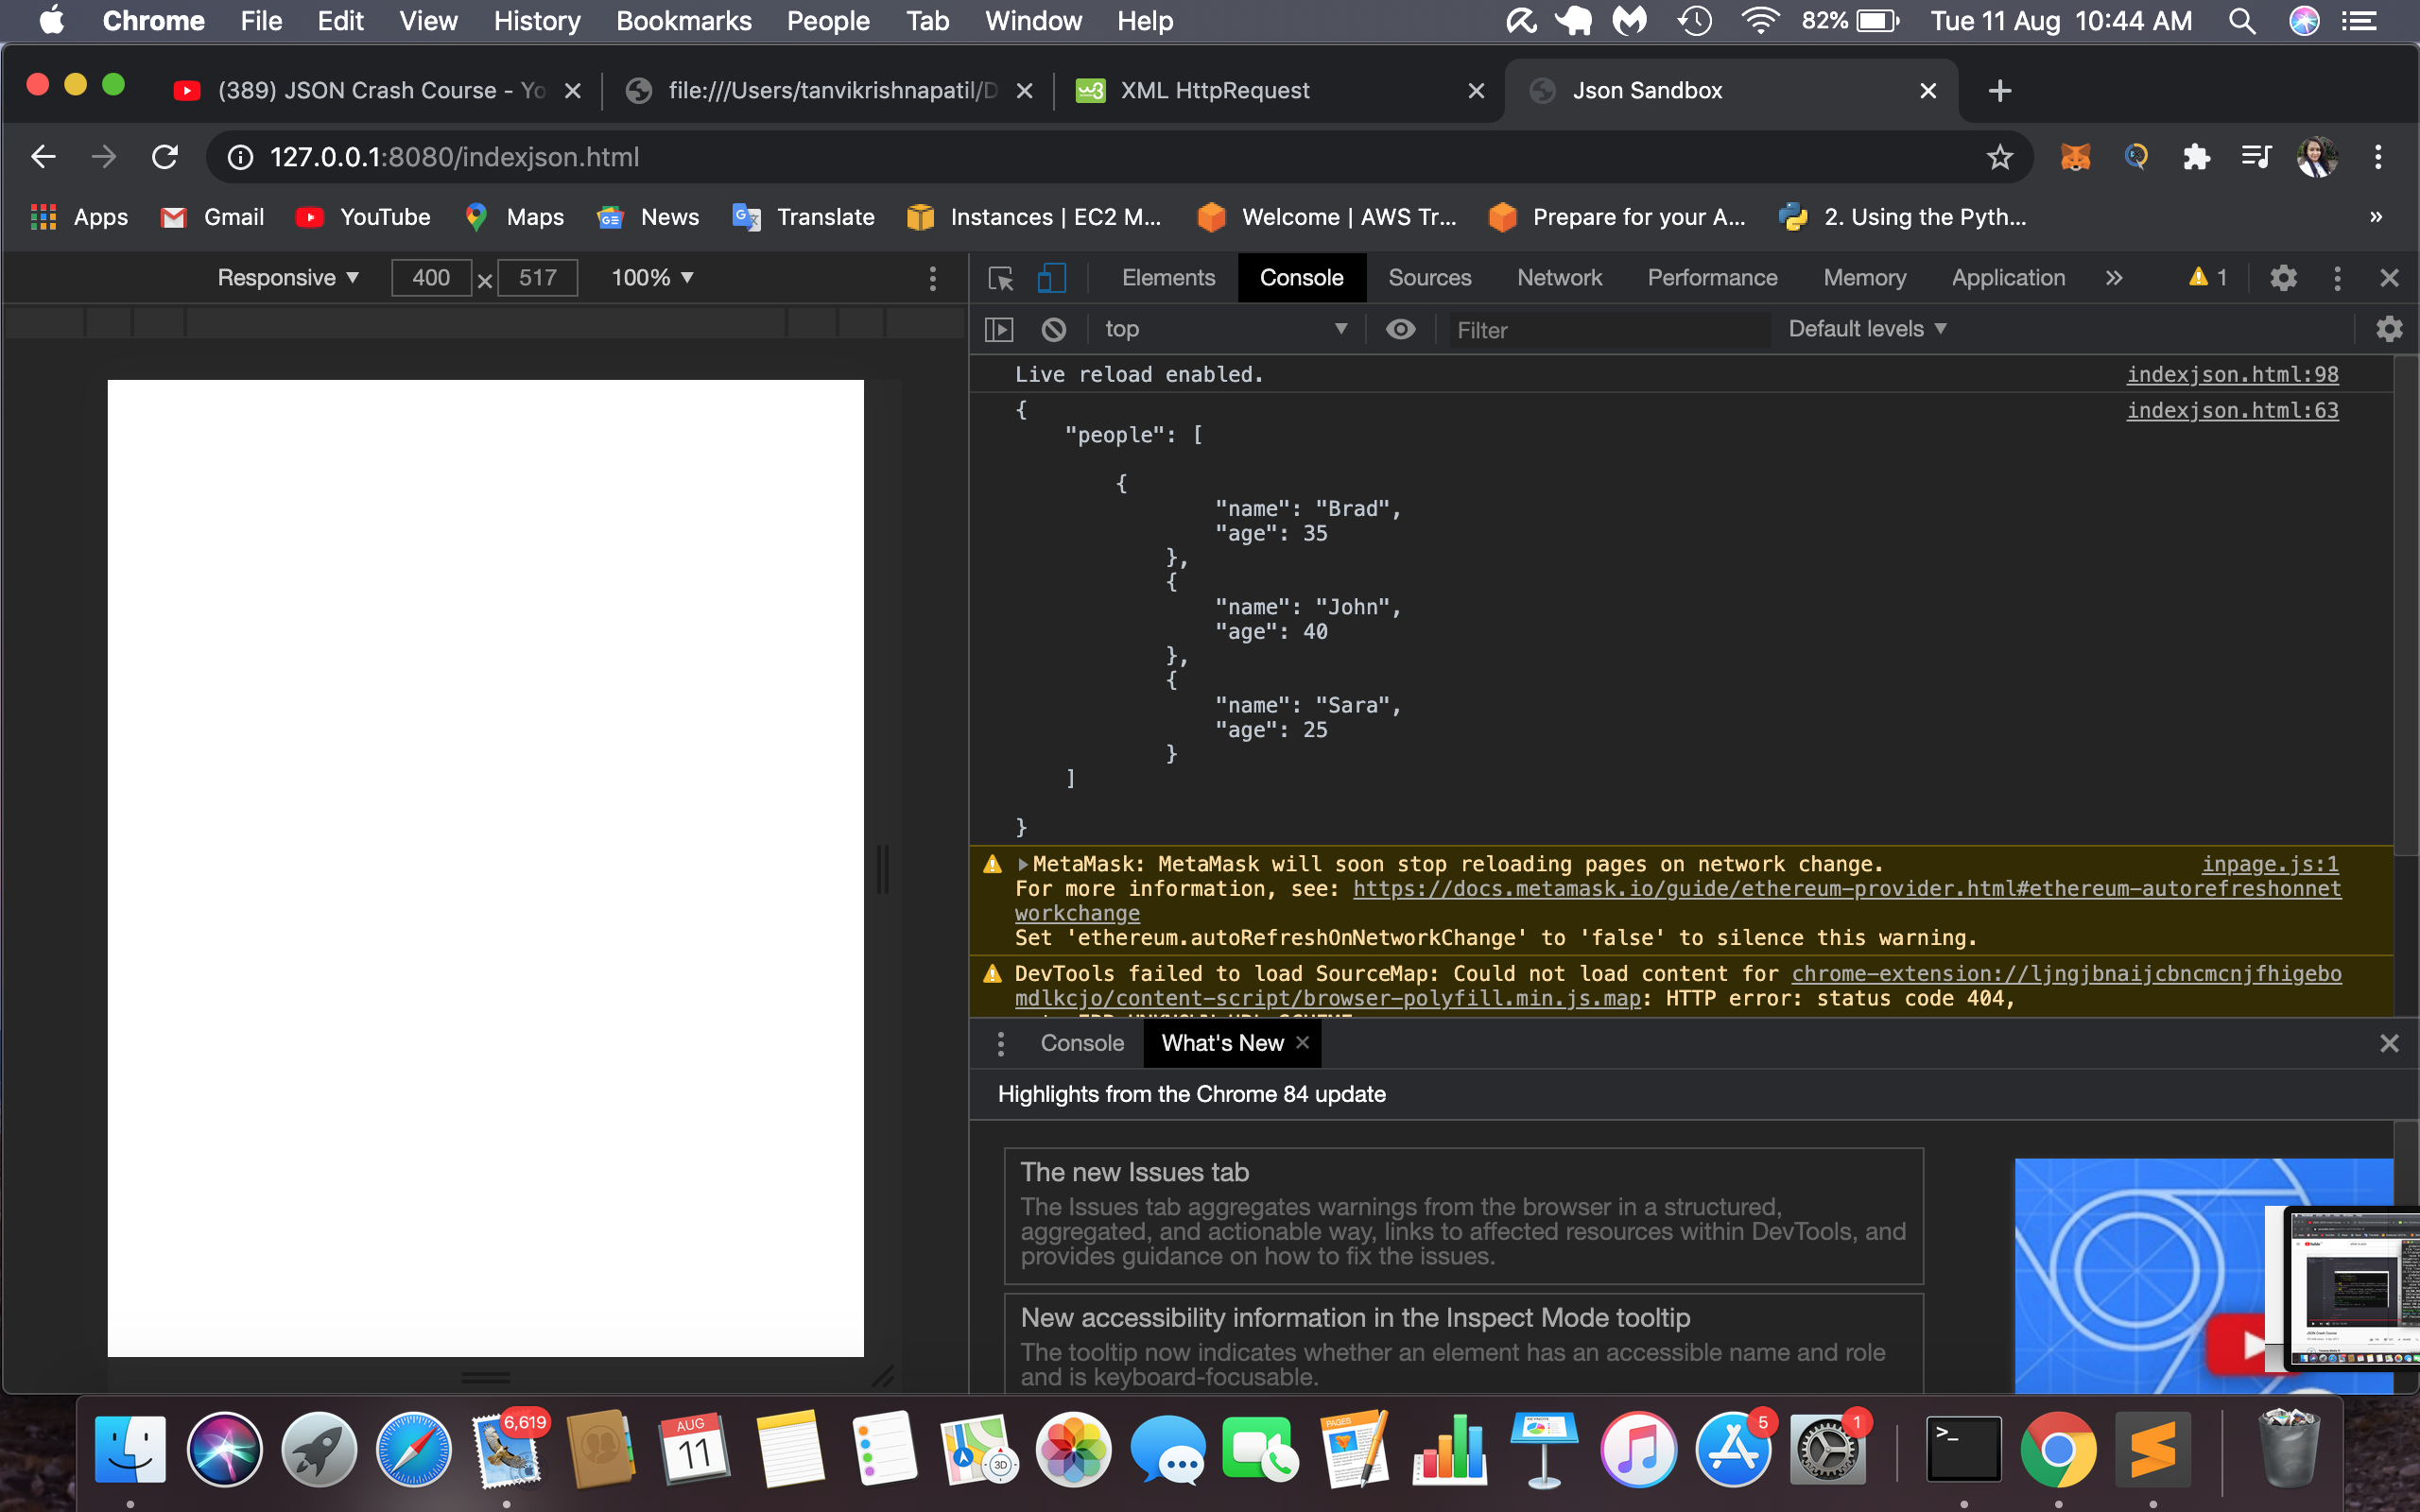 Chrome File Edit View History Bookmarks People Tab Window Help 82% Tue 11 Aug 10:44 AM
(389) JSON Crash Course - Yo file:///Users/tanvikrishnapatil/D XML HttpRequest Json Sandbox
127.0.0.1:8080/indexjson.html
Apps Gmail YouTube Maps News Translate Instances | EC2 M... Welcome | AWS Tr... Prepare for your A... 2. Using the Pyth... »
Responsive ▼ 400 × 517 100% ▼ Elements Console Sources Network Performance Memory Application » 1
top ▼ Filter Default levels ▼
Live reload enabled. indexjson.html:98
{ indexjson.html:63
"people": [
{
"name": "Brad",
"age": 35
},
{
"name": "John",
"age": 40
},
{
"name": "Sara",
"age": 25
}
]
}
MetaMask: MetaMask will soon stop reloading pages on network change. inpage.js:1
For more information, see: https://docs.metamask.io/guide/ethereum-provider.html#ethereum-autorefreshonnet
workchange
Set 'ethereum.autoRefreshOnNetworkChange' to 'false' to silence this warning.
DevTools failed to load SourceMap: Could not load content for chrome-extension://ljngjbnaijcbncmcnjfhigebo
mdlkcjo/content-script/browser-polyfill.min.js.map: HTTP error: status code 404,
Console What's New
Highlights from the Chrome 84 update
The new Issues tab
The Issues tab aggregates warnings from the browser in a structured,
aggregated, and actionable way, links to affected resources within DevTools, and
provides guidance on how to fix the issues.
New accessibility information in the Inspect Mode tooltip
The tooltip now indicates whether an element has an accessible name and role
and is keyboard-focusable.
6,619 AUG 11 3D PAGES KEYNOTE 5 1 >_